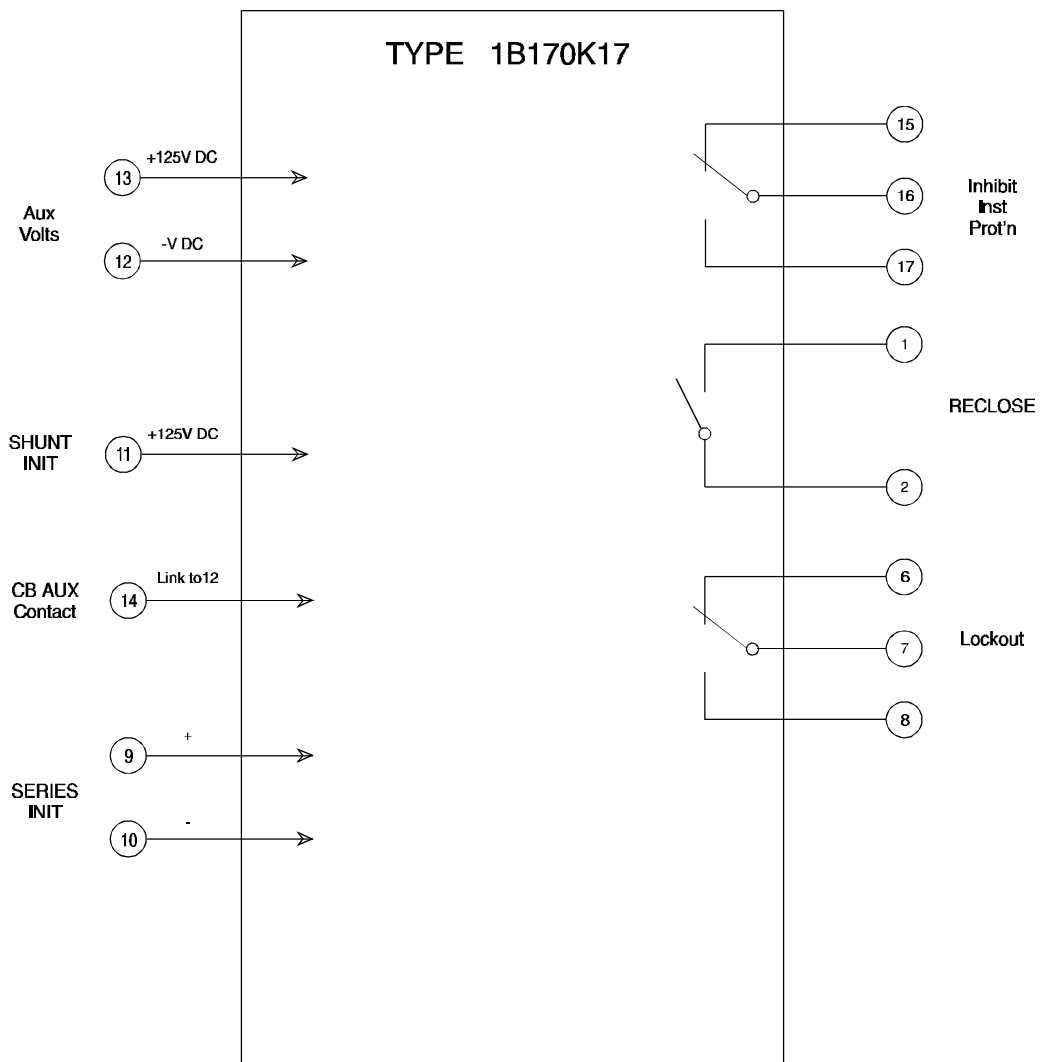 TYPE 1B170K17
13
+125V DC
Aux
Volts
12
-V DC
SHUNT
INIT
11
+125V DC
CB AUX
Contact
14
Link to12
9
+
SERIES
INIT
10
-
15
16
17
Inhibit
Inst
Prot'n
1
RECLOSE
2
6
7
Lockout
8